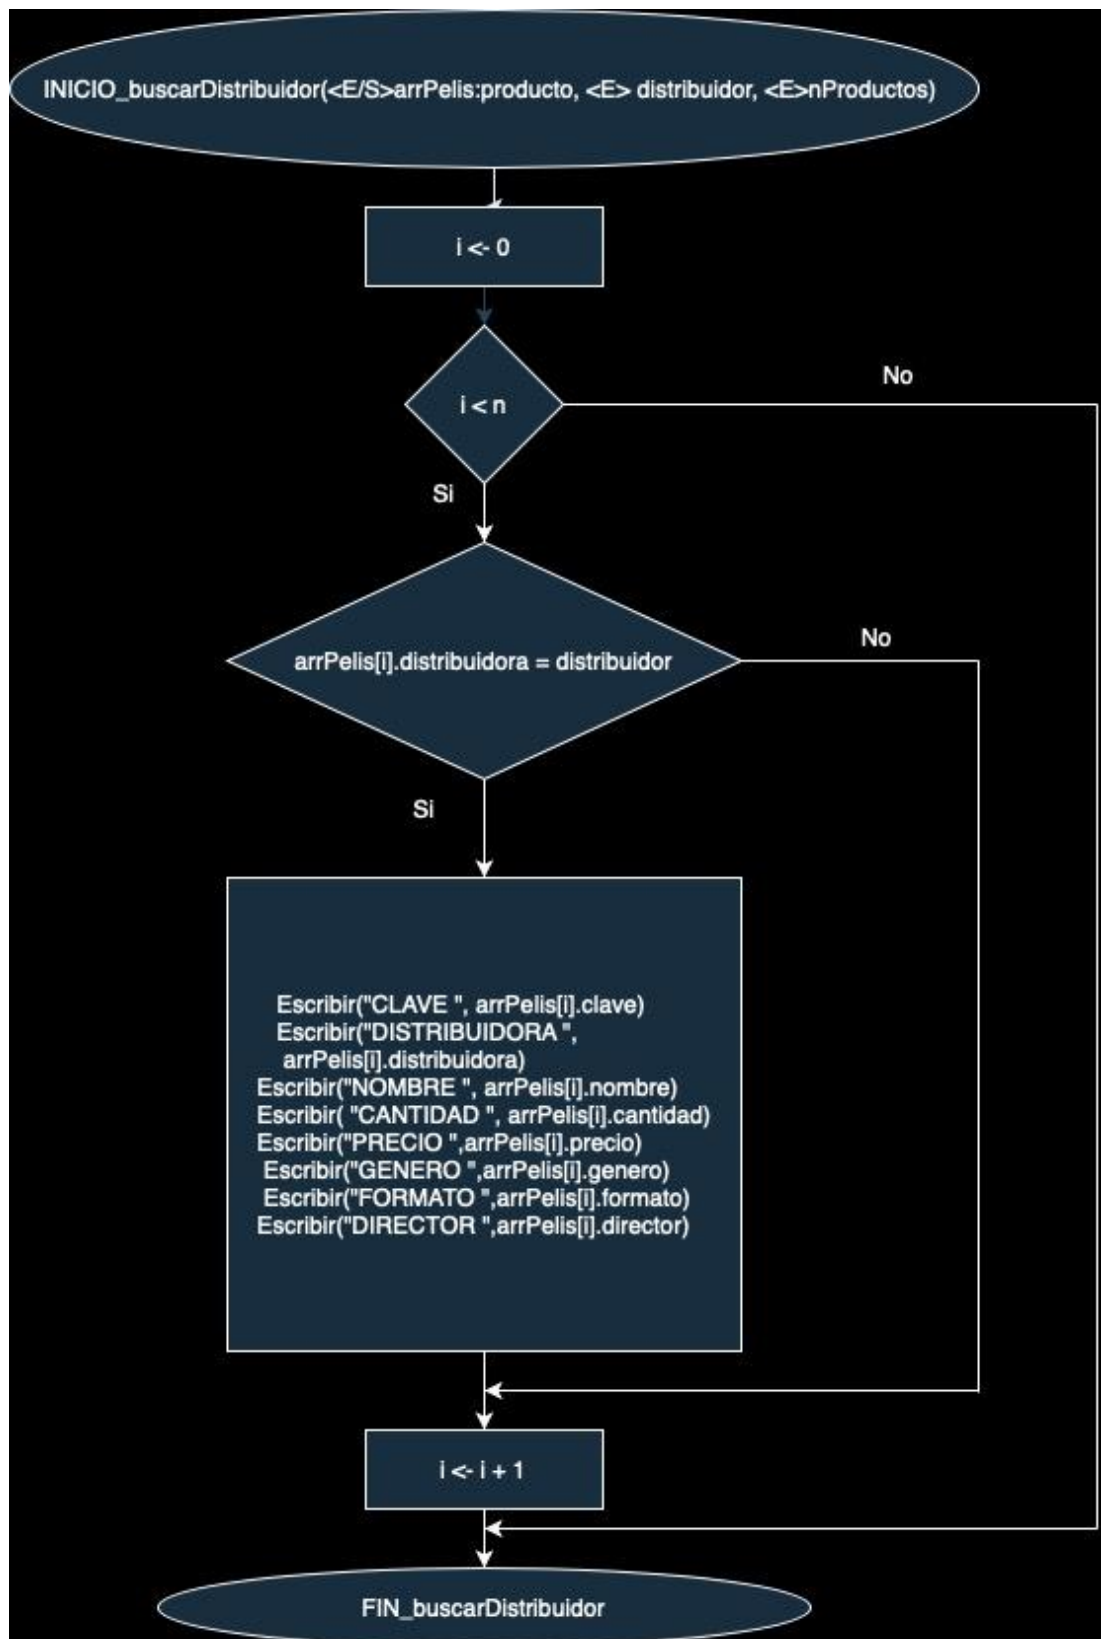 INICIO_buscarDistribuidor(<E/S>arrPelis:producto, <E> distribuidor, <E>nProductos)
i <- 0
i < n
No
Si
arrPelis[i].distribuidora = distribuidor
No
Si
Escribir("CLAVE ", arrPelis[i].clave)
Escribir("DISTRIBUIDORA ",
arrPelis[i].distribuidora)
Escribir("NOMBRE ", arrPelis[i].nombre)
Escribir( "CANTIDAD ", arrPelis[i].cantidad)
Escribir("PRECIO ",arrPelis[i].precio)
Escribir("GENERO ",arrPelis[i].genero)
Escribir("FORMATO ",arrPelis[i].formato)
Escribir("DIRECTOR ",arrPelis[i].director)
i <- i + 1
FIN_buscarDistribuidor